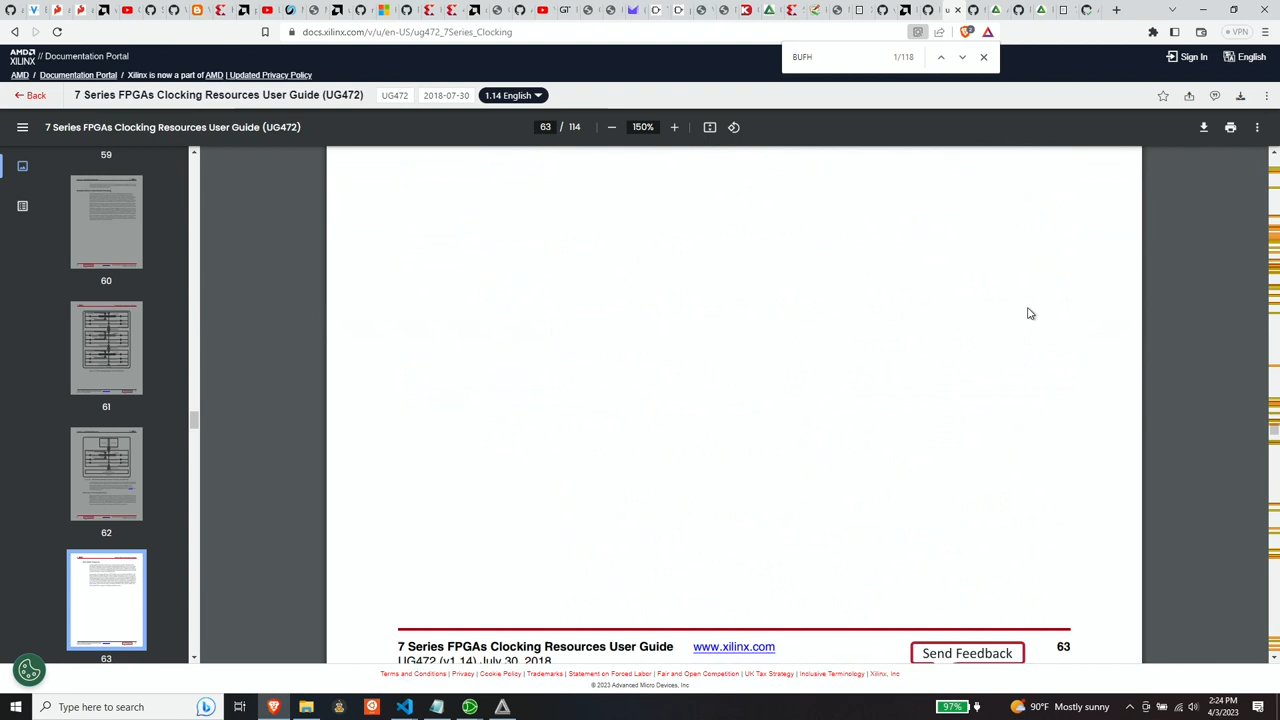 docs.xilinx.com/v/u/en-US/ug472_7Series_Clocking
VPN
BUFH
1/118
AMD
XILINX
// Documentation Portal
Sign In
English
AMD / Documentation Portal / Xilinx is now a part of AMD | Updated Privacy Policy
Back
7 Series FPGAs Clocking Resources User Guide (UG472)
UG472
2018-07-30
1.14 English
7 Series FPGAs Clocking Resources User Guide (UG472)
63 / 114
150%
59
60
61
62
63
7 Series FPGAs Clocking Resources User Guide
www.xilinx.com
Send Feedback
63
UG472 (v1.14) July 30, 2018
Terms and Conditions | Privacy | Cookie Policy | Trademarks | Statement on Forced Labor | Fair and Open Competition | UK Tax Strategy | Inclusive Terminology | Xilinx, Inc
© 2023 Advanced Micro Devices, Inc
Type here to search
97%
90°F Mostly sunny
2:24 PM
4/3/2023